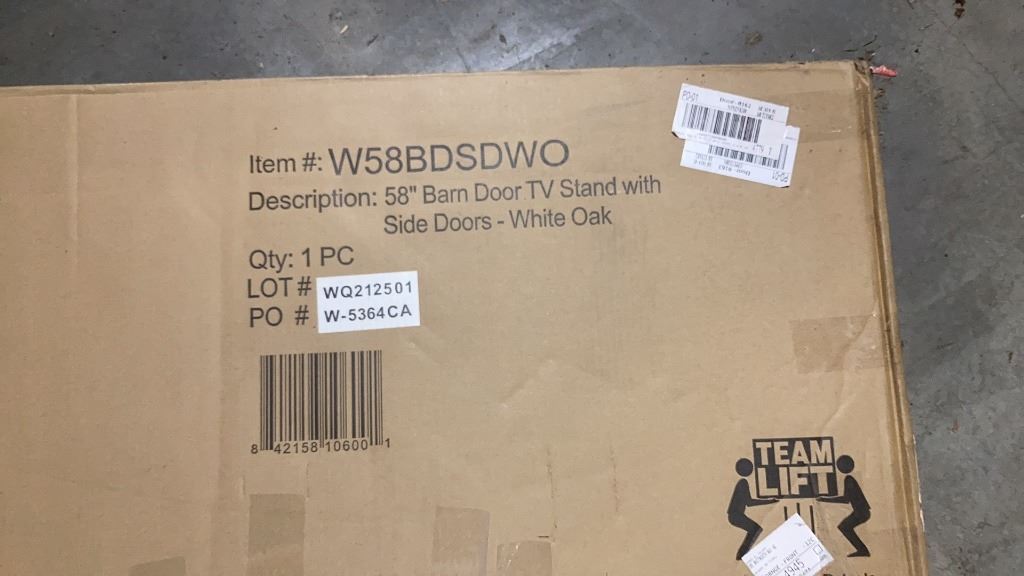 Item #: W58BDSDWO
Description: 58" Barn Door TV Stand with
Side Doors - White Oak
Qty: 1 PC
LOT # WQ212501
PO # W-5364CA
8 42158 10600 1
TEAM
LIFT
4945